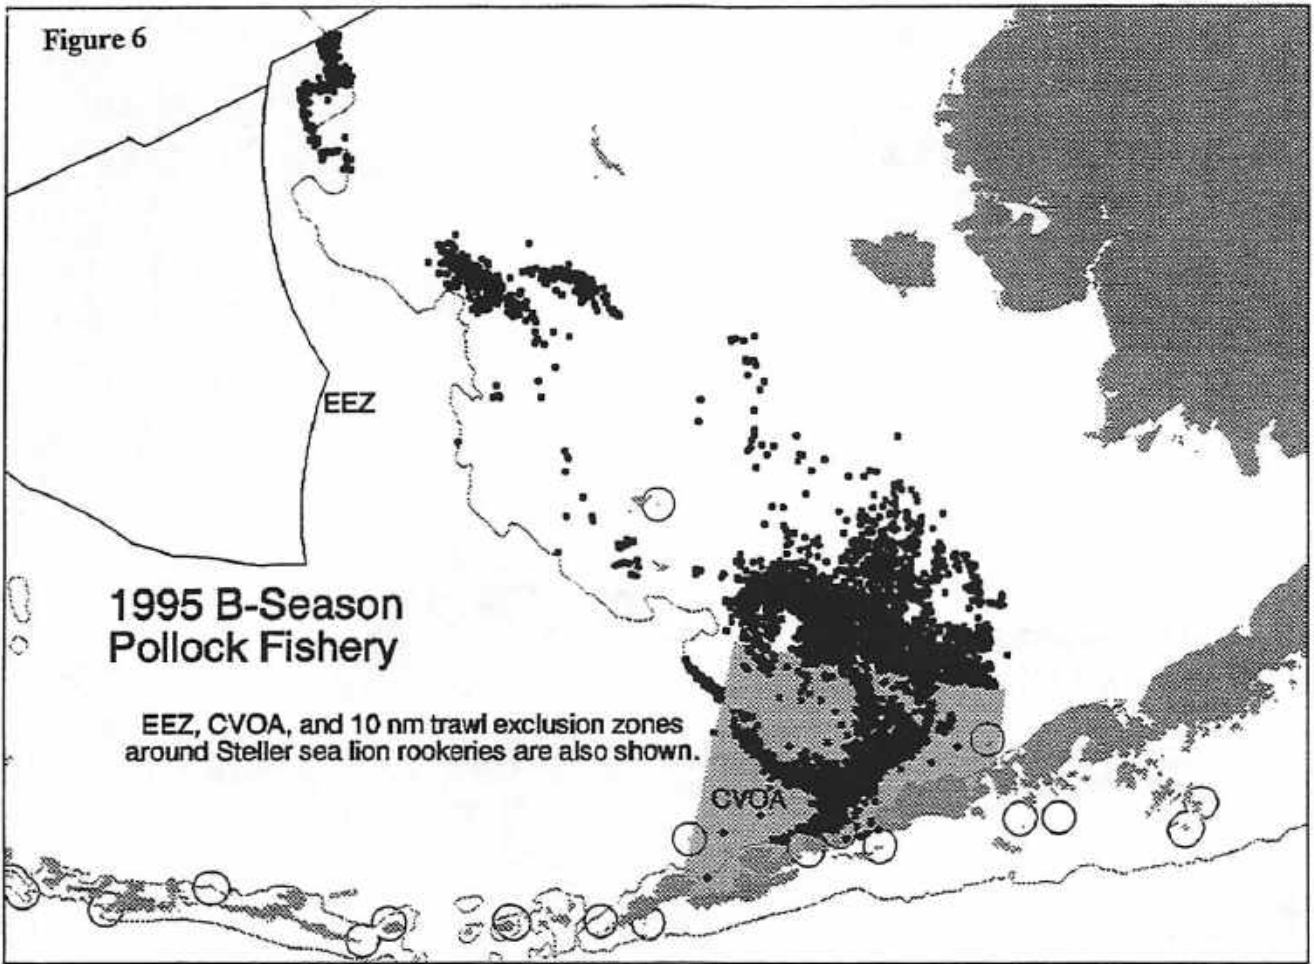 Figure 6
EEZ
1995 B-Season
Pollock Fishery
EEZ, CVOA, and 10 nm trawl exclusion zones
around Steller sea lion rookeries are also shown.
CVOA